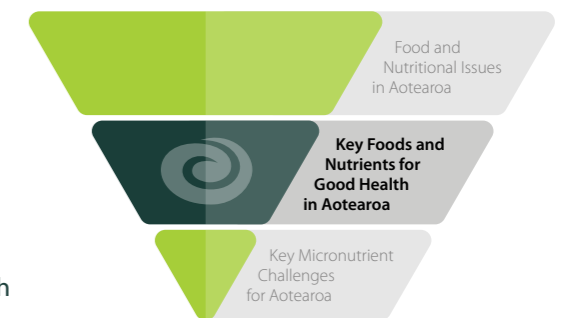 Food and
Nutritional Issues
in Aotearoa
Key Foods and
Nutrients for
Good Health
in Aotearoa
Key Micronutrient
Challenges
for Aotearoa
h